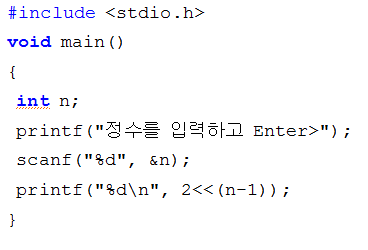 #include <stdio.h>
void main()
{
int n;
printf("정수를 입력하고 Enter>");
scanf("%d", &n);
printf("%d\n", 2<<(n-1));
}